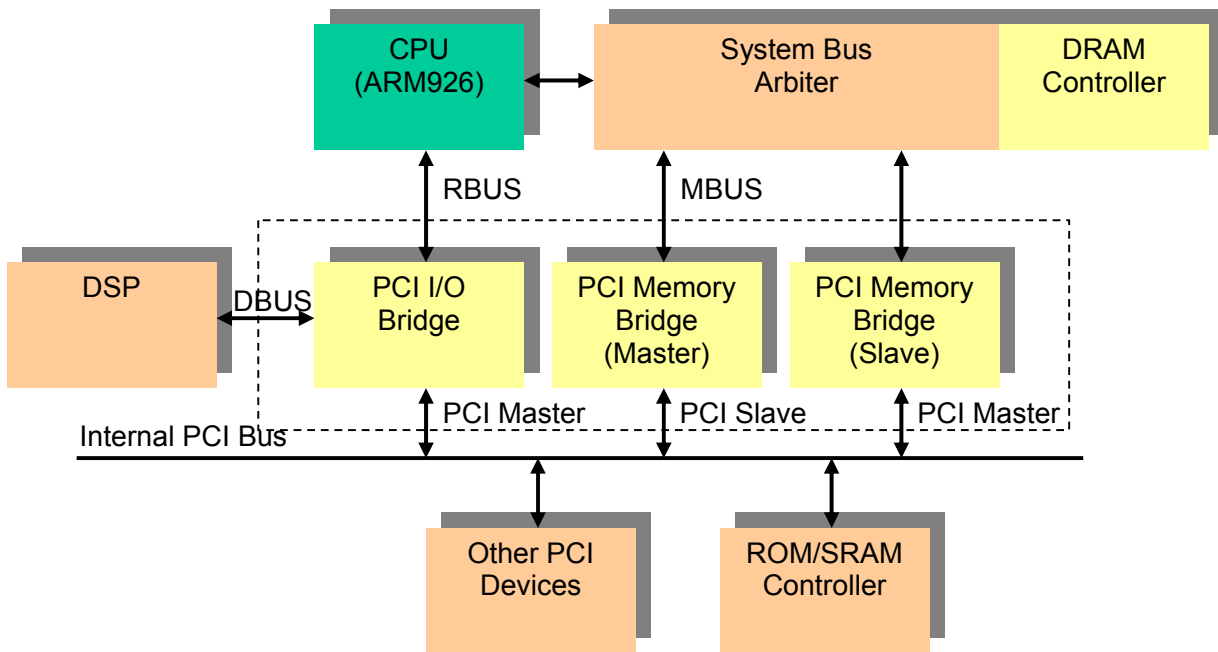 CPU
(ARM926)
System Bus
Arbiter
DRAM
Controller
RBUS
MBUS
DSP
DBUS
PCI I/O
Bridge
PCI Memory
Bridge
(Master)
PCI Memory
Bridge
(Slave)
PCI Master
PCI Slave
PCI Master
Internal PCI Bus
Other PCI
Devices
ROM/SRAM
Controller